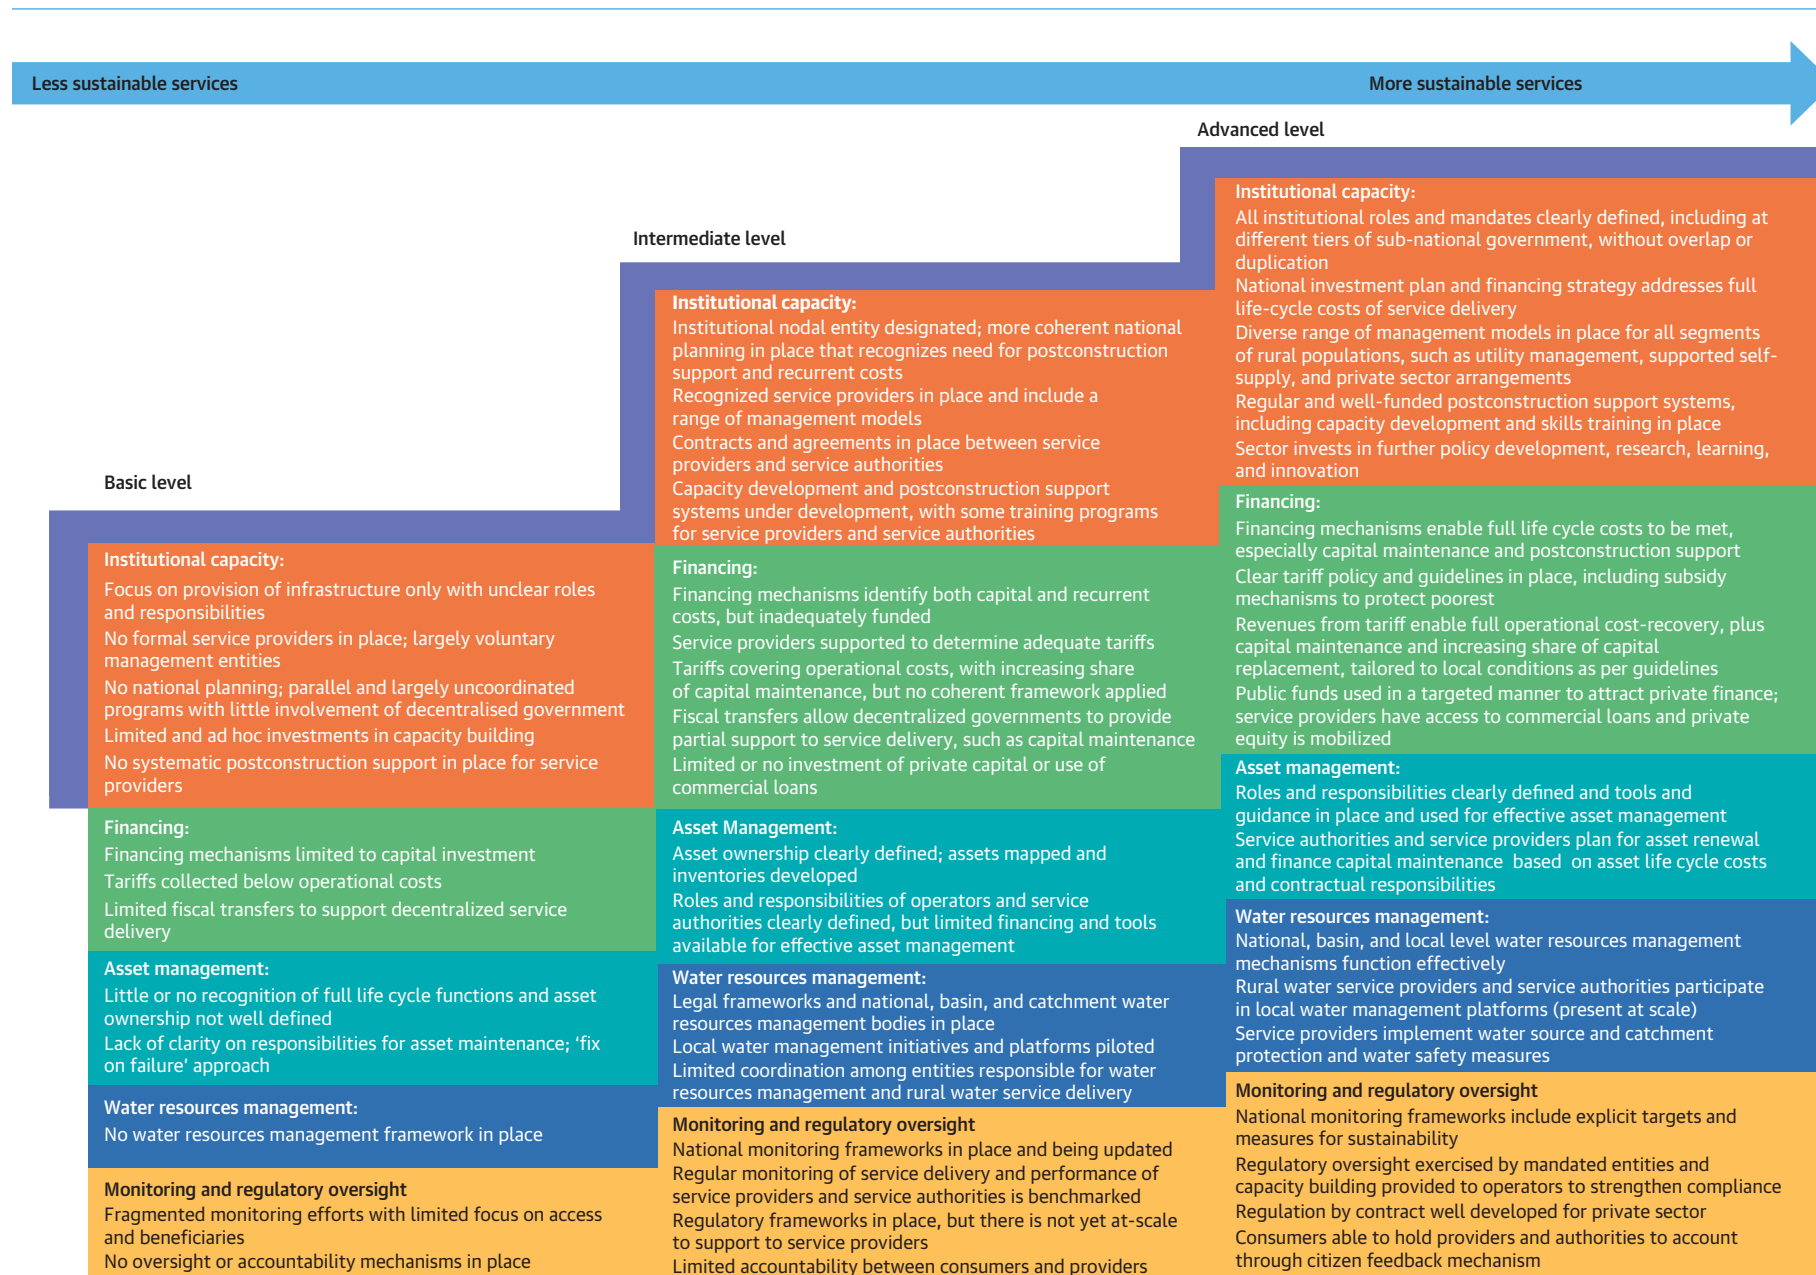 Less sustainable services
More sustainable services
Basic level
Institutional capacity:
Focus on provision of infrastructure only with unclear roles
and responsibilities
No formal service providers in place; largely voluntary
management entities
No national planning; parallel and largely uncoordinated
programs with little involvement of decentralised government
Limited and ad hoc investments in capacity building
No systematic postconstruction support in place for service
providers
Financing:
Financing mechanisms limited to capital investment
Tariffs collected below operational costs
Limited fiscal transfers to support decentralized service
delivery
Asset management:
Little or no recognition of full life cycle functions and asset
ownership not well defined
Lack of clarity on responsibilities for asset maintenance; ‘fix
on failure’ approach
Water resources management:
No water resources management framework in place
Monitoring and regulatory oversight
Fragmented monitoring efforts with limited focus on access
and beneficiaries
No oversight or accountability mechanisms in place
Intermediate level
Institutional capacity:
Institutional nodal entity designated; more coherent national
planning in place that recognizes need for postconstruction
support and recurrent costs
Recognized service providers in place and include a
range of management models
Contracts and agreements in place between service
providers and service authorities
Capacity development and postconstruction support
systems under development, with some training programs
for service providers and service authorities
Financing:
Financing mechanisms identify both capital and recurrent
costs, but inadequately funded
Service providers supported to determine adequate tariffs
Tariffs covering operational costs, with increasing share
of capital maintenance, but no coherent framework applied
Fiscal transfers allow decentralized governments to provide
partial support to service delivery, such as capital maintenance
Limited or no investment of private capital or use of
commercial loans
Asset Management:
Asset ownership clearly defined; assets mapped and
inventories developed
Roles and responsibilities of operators and service
authorities clearly defined, but limited financing and tools
available for effective asset management
Water resources management:
Legal frameworks and national, basin, and catchment water
resources management bodies in place
Local water management initiatives and platforms piloted
Limited coordination among entities responsible for water
resources management and rural water service delivery
Monitoring and regulatory oversight
National monitoring frameworks in place and being updated
Regular monitoring of service delivery and performance of
service providers and service authorities is benchmarked
Regulatory frameworks in place, but there is not yet at-scale
to support to service providers
Limited accountability between consumers and providers
Advanced level
Institutional capacity:
All institutional roles and mandates clearly defined, including at
different tiers of sub-national government, without overlap or
duplication
National investment plan and financing strategy addresses full
life-cycle costs of service delivery
Diverse range of management models in place for all segments
of rural populations, such as utility management, supported self-
supply, and private sector arrangements
Regular and well-funded postconstruction support systems,
including capacity development and skills training in place
Sector invests in further policy development, research, learning,
and innovation
Financing:
Financing mechanisms enable full life cycle costs to be met,
especially capital maintenance and postconstruction support
Clear tariff policy and guidelines in place, including subsidy
mechanisms to protect poorest
Revenues from tariff enable full operational cost-recovery, plus
capital maintenance and increasing share of capital
replacement, tailored to local conditions as per guidelines
Public funds used in a targeted manner to attract private finance;
service providers have access to commercial loans and private
equity is mobilized
Asset management:
Roles and responsibilities clearly defined and tools and
guidance in place and used for effective asset management
Service authorities and service providers plan for asset renewal
and finance capital maintenance based on asset life cycle costs
and contractual responsibilities
Water resources management:
National, basin, and local level water resources management
mechanisms function effectively
Rural water service providers and service authorities participate
in local water management platforms (present at scale)
Service providers implement water source and catchment
protection and water safety measures
Monitoring and regulatory oversight
National monitoring frameworks include explicit targets and
measures for sustainability
Regulatory oversight exercised by mandated entities and
capacity building provided to operators to strengthen compliance
Regulation by contract well developed for private sector
Consumers able to hold providers and authorities to account
through citizen feedback mechanism